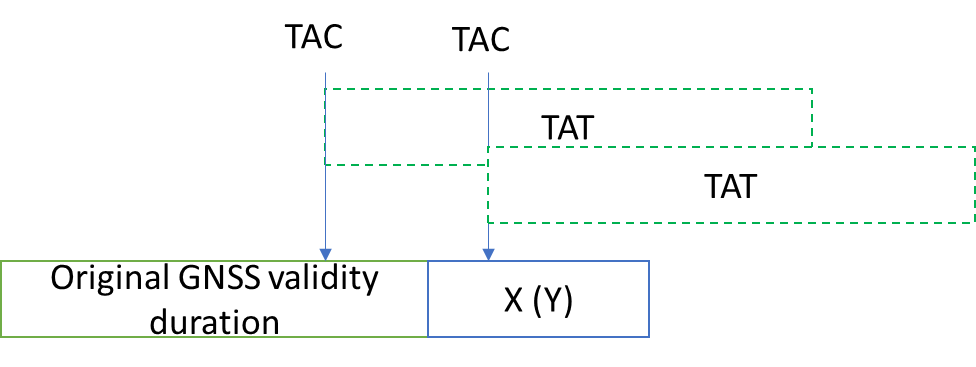 TAC
TAC
TAT
TAT
Original GNSS validity
duration
X (Y)